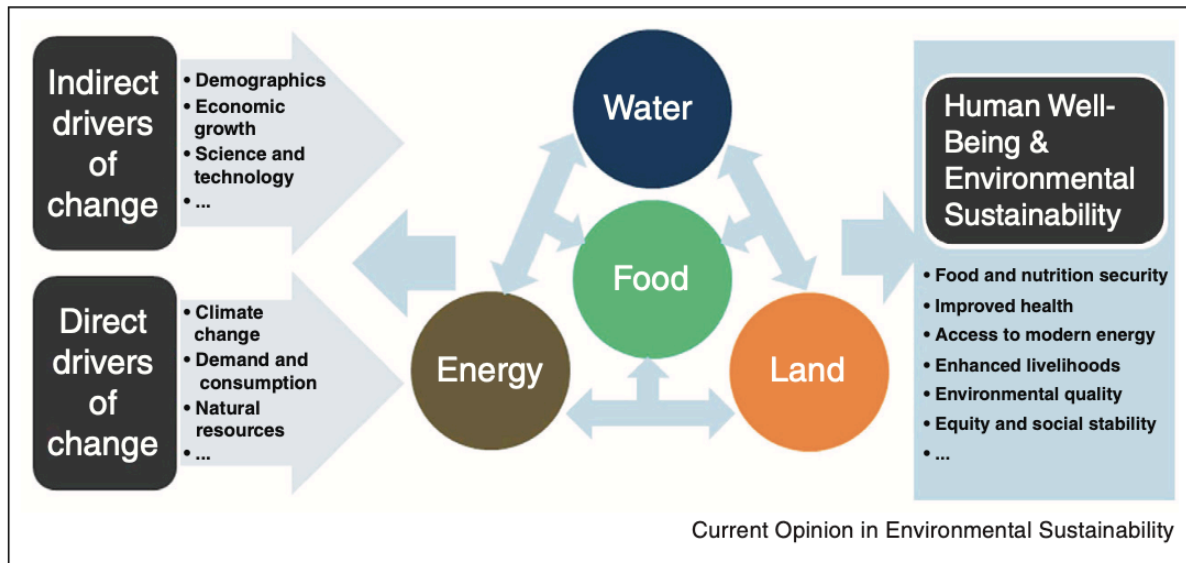 Indirect
drivers
of
change
• Demographics
• Economic
growth
• Science and
technology
• ...
Direct
drivers
of
change
• Climate
change
• Demand and
consumption
• Natural
resources
• ...
Water
Food
Energy
Land
Human Well-
Being &
Environmental
Sustainability
• Food and nutrition security
• Improved health
• Access to modern energy
• Enhanced livelihoods
• Environmental quality
• Equity and social stability
• ...
Current Opinion in Environmental Sustainability